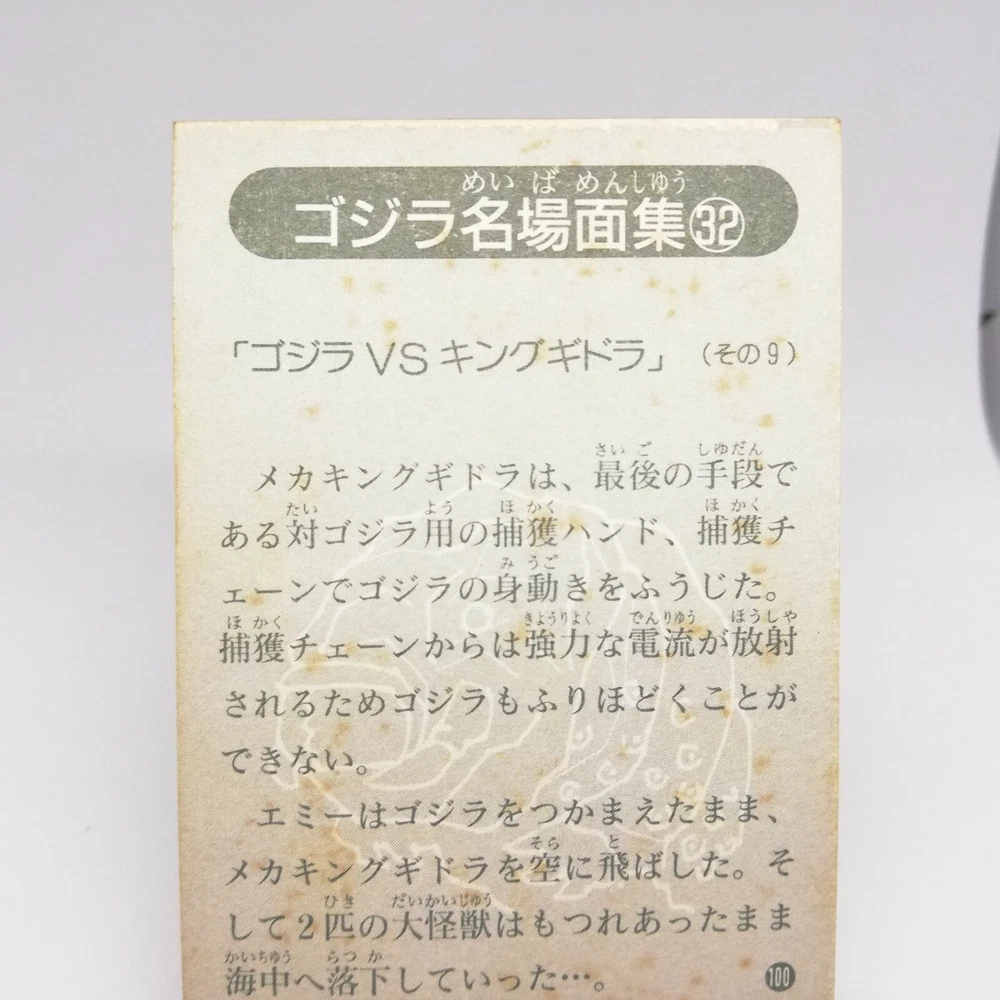 めいばめんしゅう
ゴジラ名場面集㉜
「ゴジラVSキングギドラ」(その9)
さいご しゆだん
メカキングギドラは、最後の手段で
たい よう ほかく ほかく
ある対ゴジラ用の捕獲ハンド、捕獲チ
みうご
ェーンでゴジラの身動きをふうじた。
ほかく きようりよく でんりゆう ほうしや
捕獲チェーンからは強力な電流が放射
されるためゴジラもふりほどくことが
できない。
エミーはゴジラをつかまえたまま、
そら と
メカキングギドラを空に飛ばした。そ
ひき だいかいじゆう
して2匹の大怪獣はもつれあったまま
かいちゆう らつか
海中へ落下していった…。
100